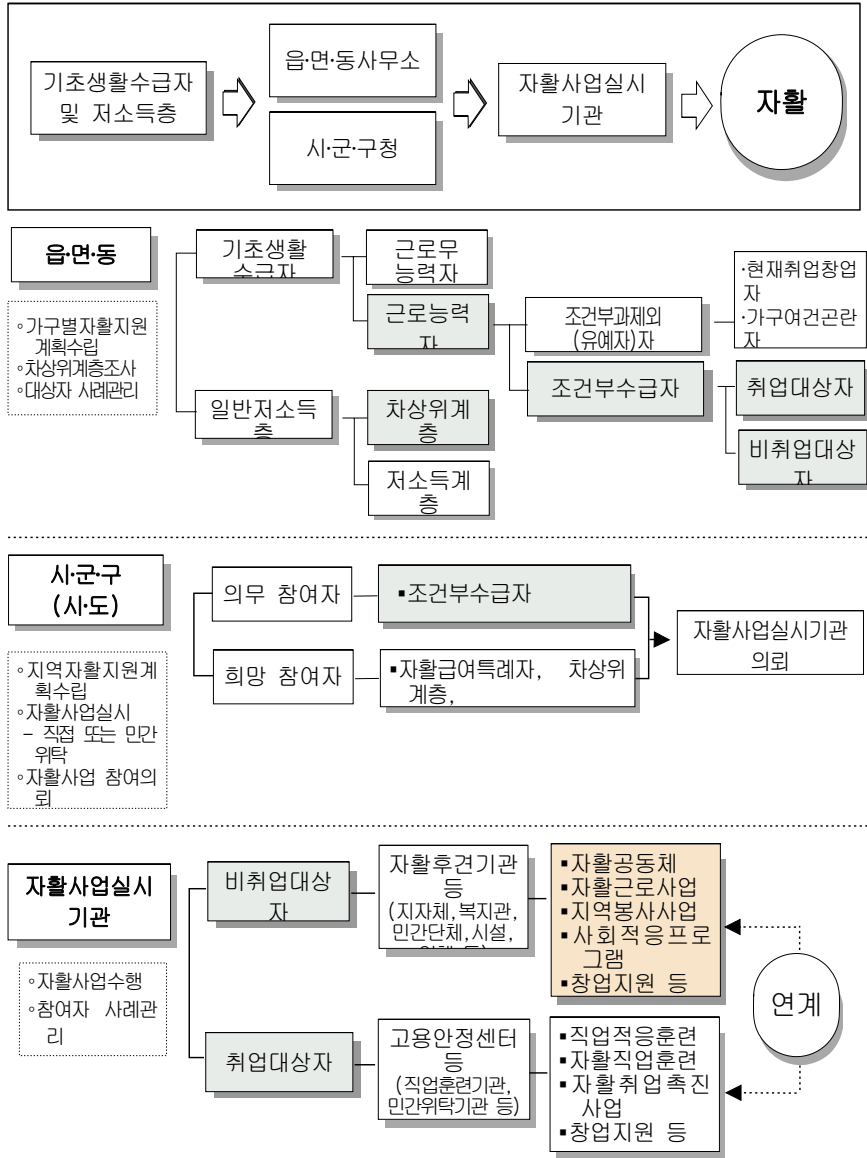 기초생활수급자
및 저소득층
읍·면·동사무소
시·군·구청
자활사업실시
기관
자활
읍·면·동
◦가구별자활지원
계획수립
◦차상위계층조사
◦대상자 사례관리
기초생활
수급자
근로무
능력자
근로능력
자
조건부과제외
(유예자)자
·현재취업창업
자
·가구여건곤란
자
조건부수급자
취업대상자
비취업대상
자
일반저소득
층
차상위계
층
저소득계
층
시·군·구
(시·도)
◦지역자활지원계
획수립
◦자활사업실시
- 직접 또는 민간
위탁
◦자활사업 참여의
뢰
의무 참여자
▪조건부수급자
희망 참여자
▪자활급여특례자, 차상위
계층,
자활사업실시기관
의뢰
자활사업실시
기관
◦자활사업수행
◦참여자 사례관
리
비취업대상
자
자활후견기관
등
(지자체,복지관,
민간단체,시설,
▪자활공동체
▪자활근로사업
▪지역봉사사업
▪사회적응프로
그램
▪창업지원 등
연계
취업대상자
고용안정센터
등
(직업훈련기관,
민간위탁기관 등)
▪직업적응훈련
▪자활직업훈련
▪자활취업촉진
사업
▪창업지원 등